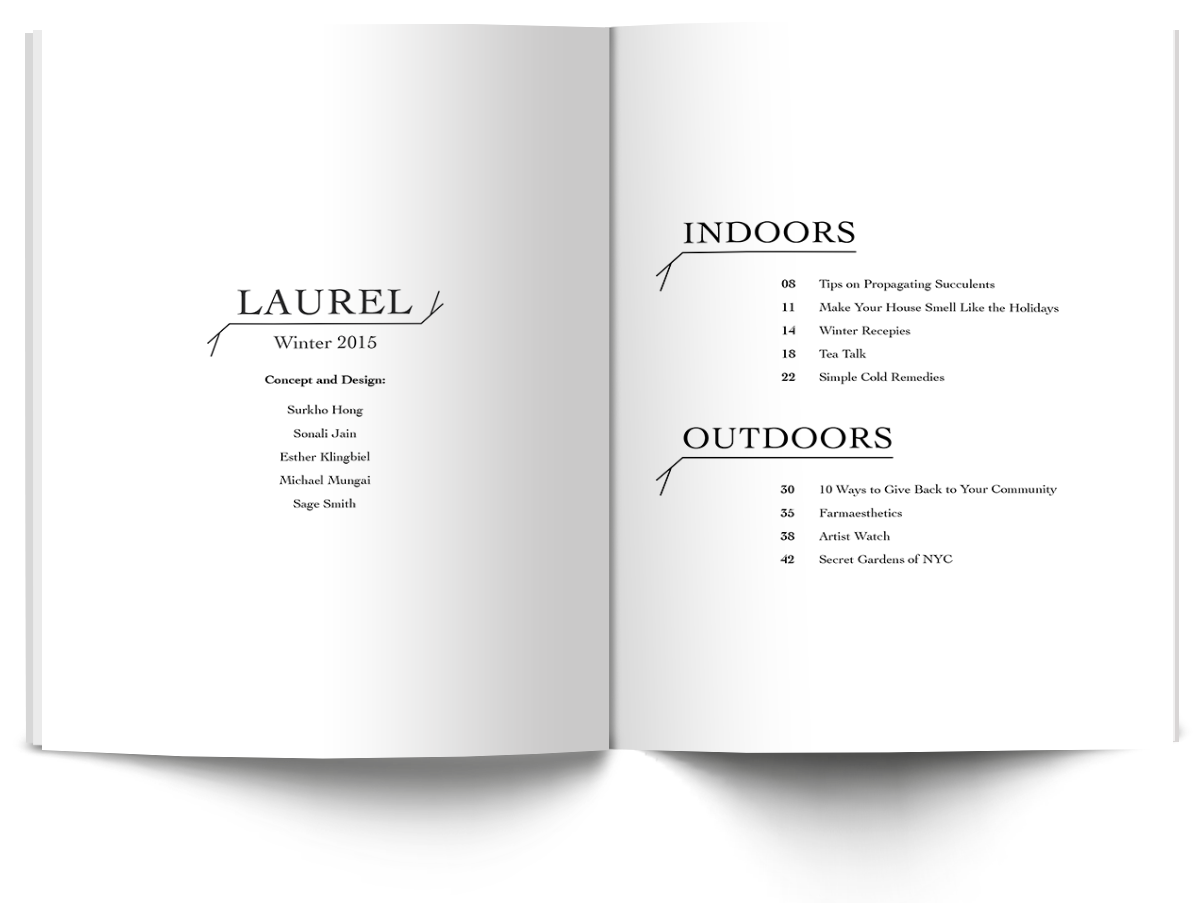 LAUREL
Winter 2015
Concept and Design:
Surkho Hong
Sonali Jain
Esther Klingbiel
Michael Mungai
Sage Smith
INDOORS
08 Tips on Propagating Succulents
11 Make Your House Smell Like the Holidays
14 Winter Recepies
18 Tea Talk
22 Simple Cold Remedies
OUTDOORS
30 10 Ways to Give Back to Your Community
35 Farmaesthetics
38 Artist Watch
42 Secret Gardens of NYC